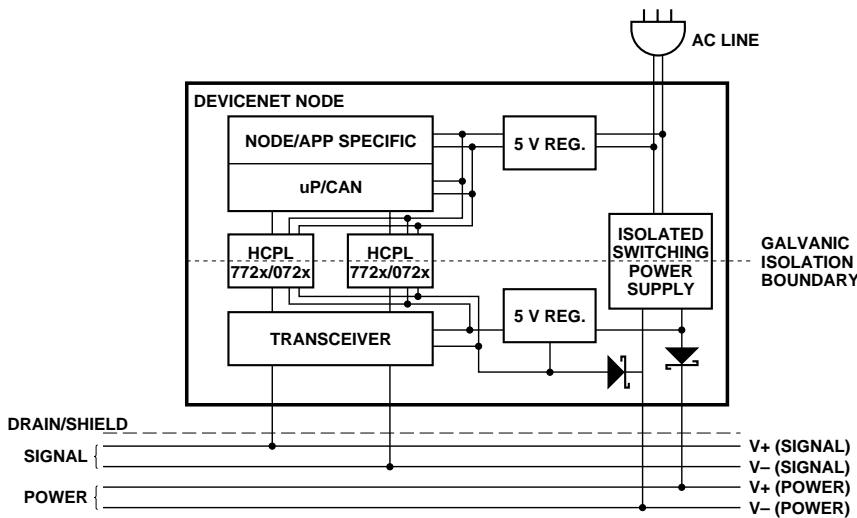 AC LINE
DEVICENET NODE
NODE/APP SPECIFIC
5 V REG.
uP/CAN
HCPL
772x/072x
HCPL
772x/072x
ISOLATED
SWITCHING
POWER
SUPPLY
GALVANIC
ISOLATION
BOUNDARY
5 V REG.
TRANSCEIVER
DRAIN/SHIELD
SIGNAL
V+ (SIGNAL)
V– (SIGNAL)
POWER
V+ (POWER)
V– (POWER)